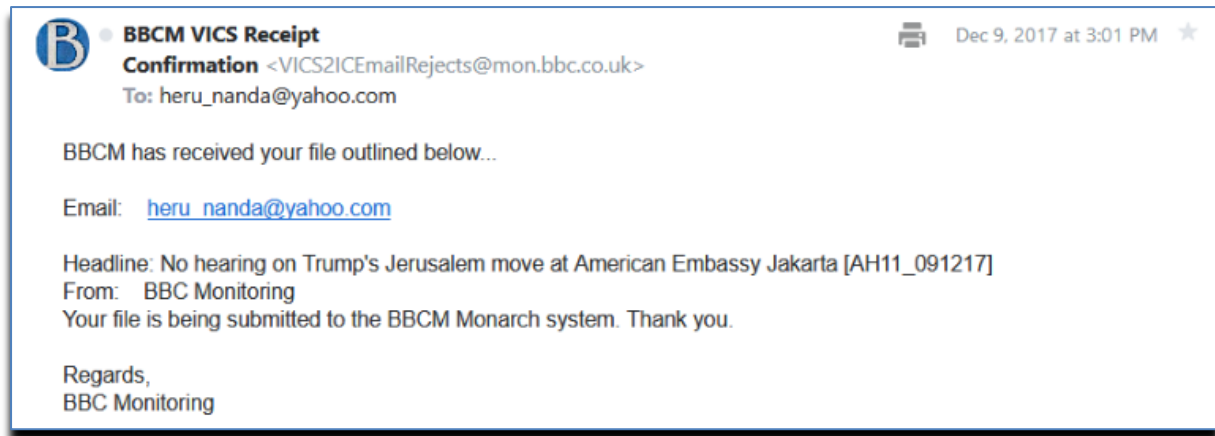 B
BBCM VICS Receipt
Confirmation <VICS2ICEmailRejects@mon.bbc.co.uk>
Dec 9, 2017 at 3:01 PM
To: heru_nanda@yahoo.com
BBCM has received your file outlined below...
Email: heru_nanda@yahoo.com
Headline: No hearing on Trump's Jerusalem move at American Embassy Jakarta [AH11_091217]
From: BBC Monitoring
Your file is being submitted to the BBCM Monarch system. Thank you.
Regards,
BBC Monitoring